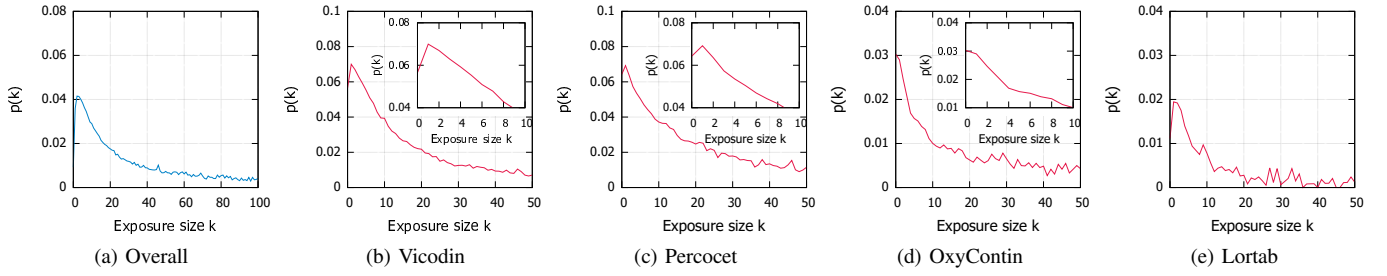 0.08
0.06
0.04
0.02
0
p(k)
0 20 40 60 80 100
Exposure size k
(a) Overall
0.1
0.08
0.06
0.04
0.02
0
p(k)
0 10 20 30 40 50
Exposure size k
0.08
0.06
0.04
p(k)
0 2 4 6 8 10
Exposure size k
(b) Vicodin
0.1
0.08
0.06
0.04
0.02
0
p(k)
0 10 20 30 40 50
Exposure size k
0.08
0.06
0.04
p(k)
0 2 4 6 8 10
Exposure size k
(c) Percocet
0.04
0.03
0.02
0.01
0
p(k)
0 10 20 30 40 50
Exposure size k
0.04
0.03
0.02
0.01
p(k)
0 2 4 6 8 10
Exposure size k
(d) OxyContin
0.04
0.03
0.02
0.01
0
p(k)
0 10 20 30 40 50
Exposure size k
(e) Lortab